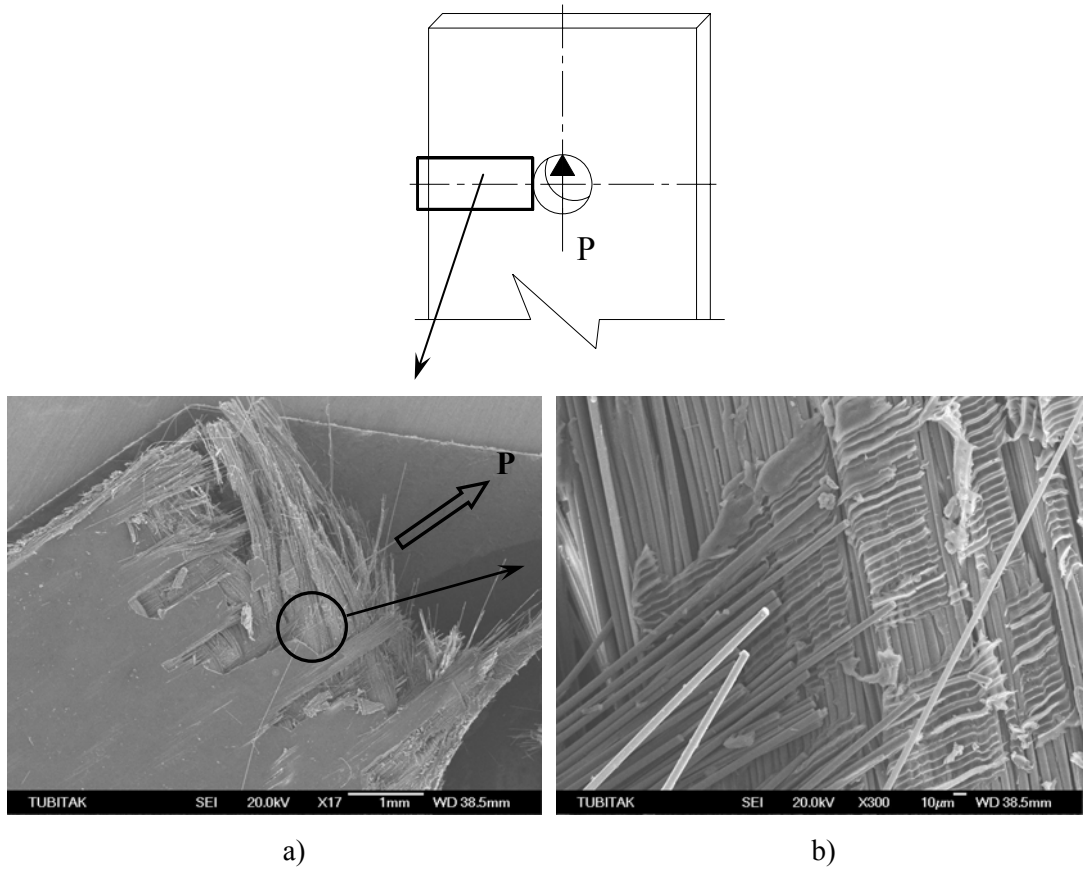 P
P
TUBITAK SEI 20.0kV X17 1mm WD 38.5mm
TUBITAK SEI 20.0kV X300 10µm WD 38.5mm
a)
b)